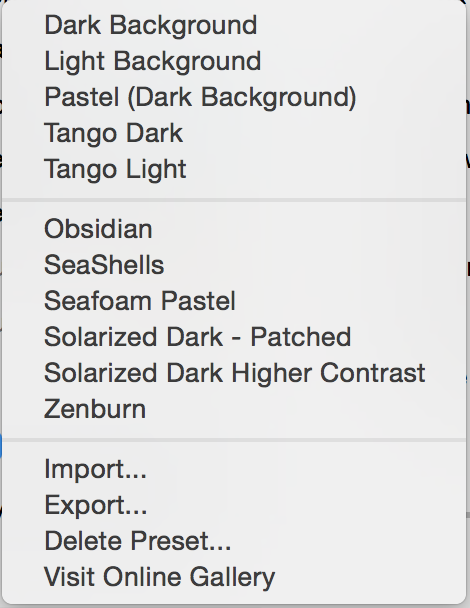 Dark Background
Light Background
Pastel (Dark Background)
Tango Dark
Tango Light
Obsidian
SeaShells
Seafoam Pastel
Solarized Dark - Patched
Solarized Dark Higher Contrast
Zenburn
Import...
Export...
Delete Preset...
Visit Online Gallery